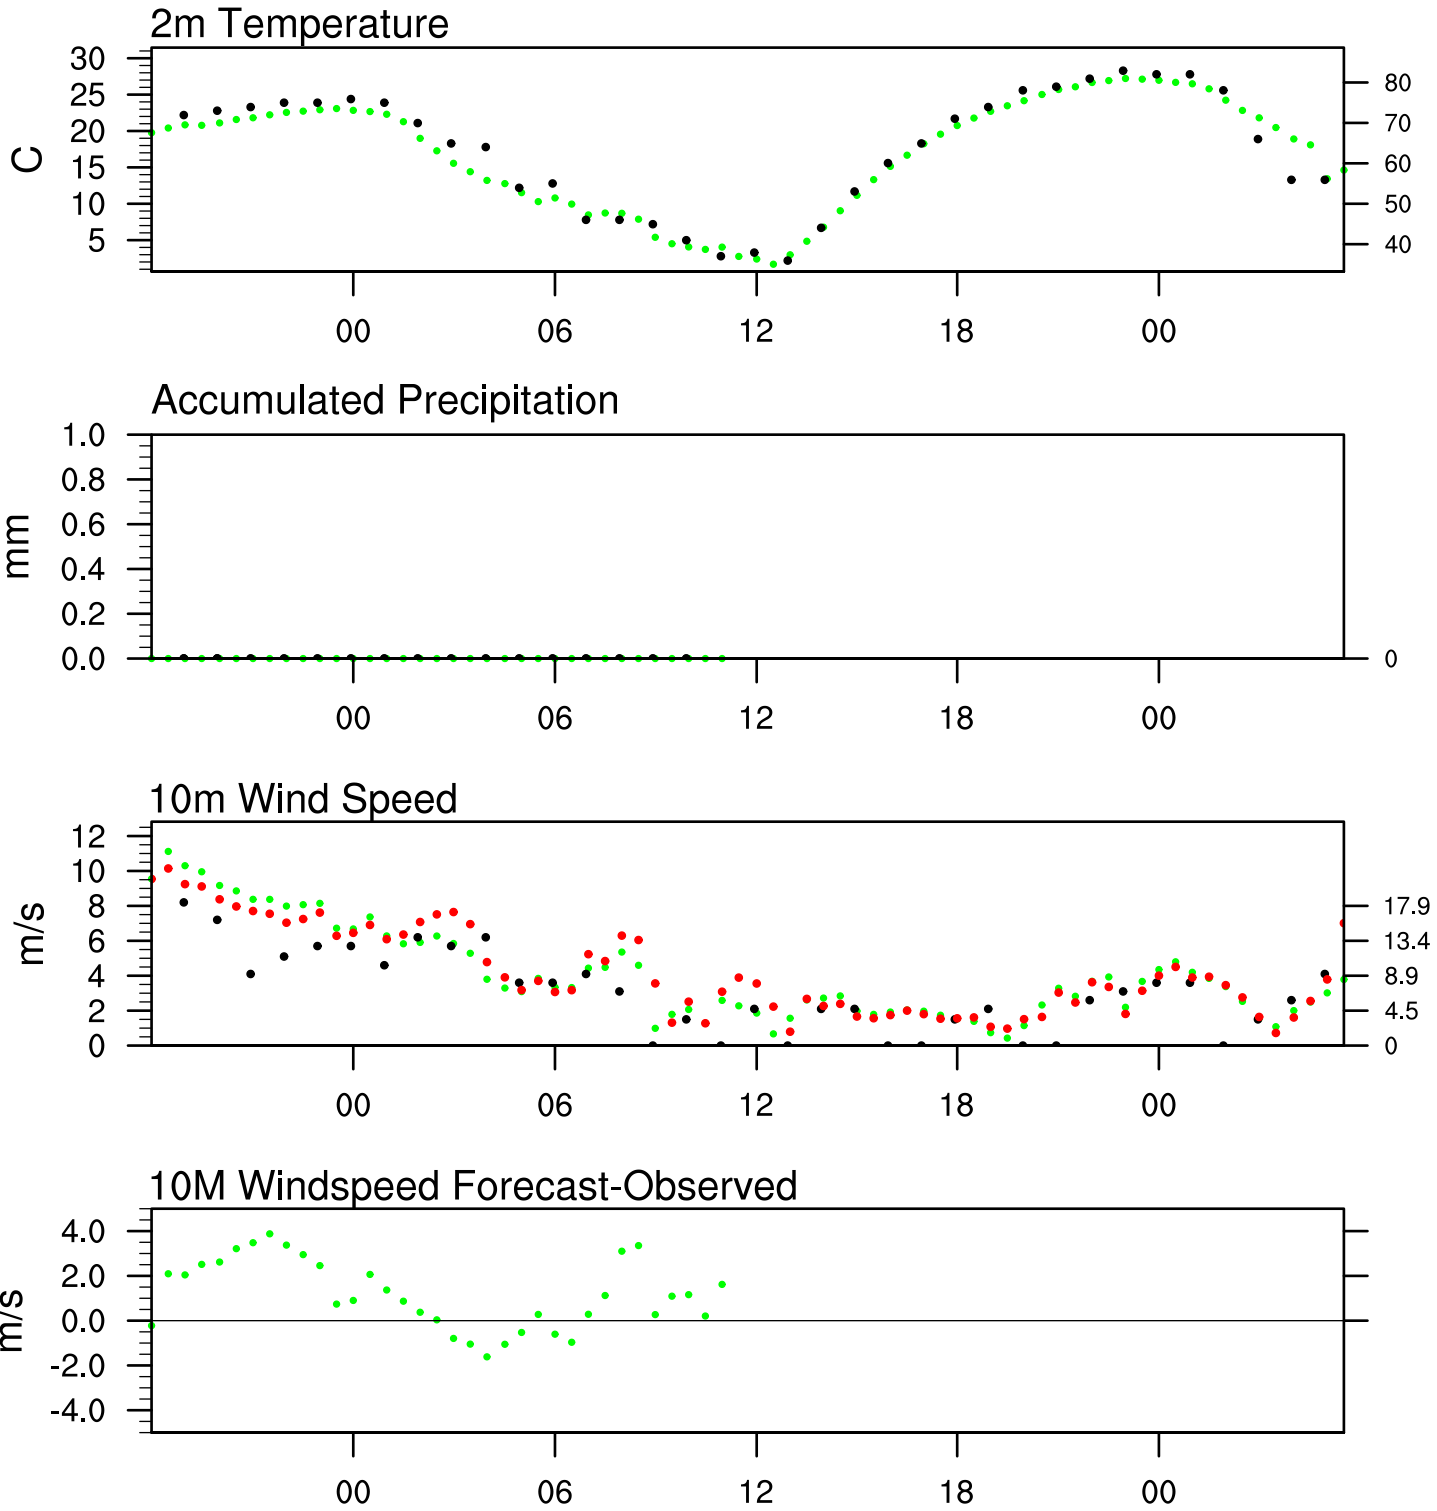 2m Temperature
30
25
20
15
10
5
C
80
70
60
50
40
00 06 12 18 00
Accumulated Precipitation
1.0
0.8
0.6
0.4
0.2
0.0
mm
0
00 06 12 18 00
10m Wind Speed
12
10
8
6
4
2
0
m/s
17.9
13.4
8.9
4.5
0
00 06 12 18 00
10M Windspeed Forecast-Observed
4.0
2.0
0.0
-2.0
-4.0
m/s
00 06 12 18 00